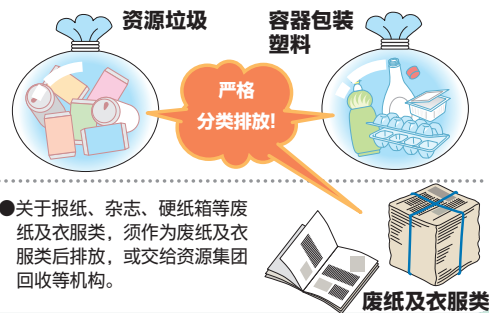 资源垃圾
容器包装
塑料
严格
分类排放!
●关于报纸、杂志、硬纸箱等废
纸及衣服类，须作为废纸及衣
服类后排放，或交给资源集团
回收等机构。
废纸及衣服类